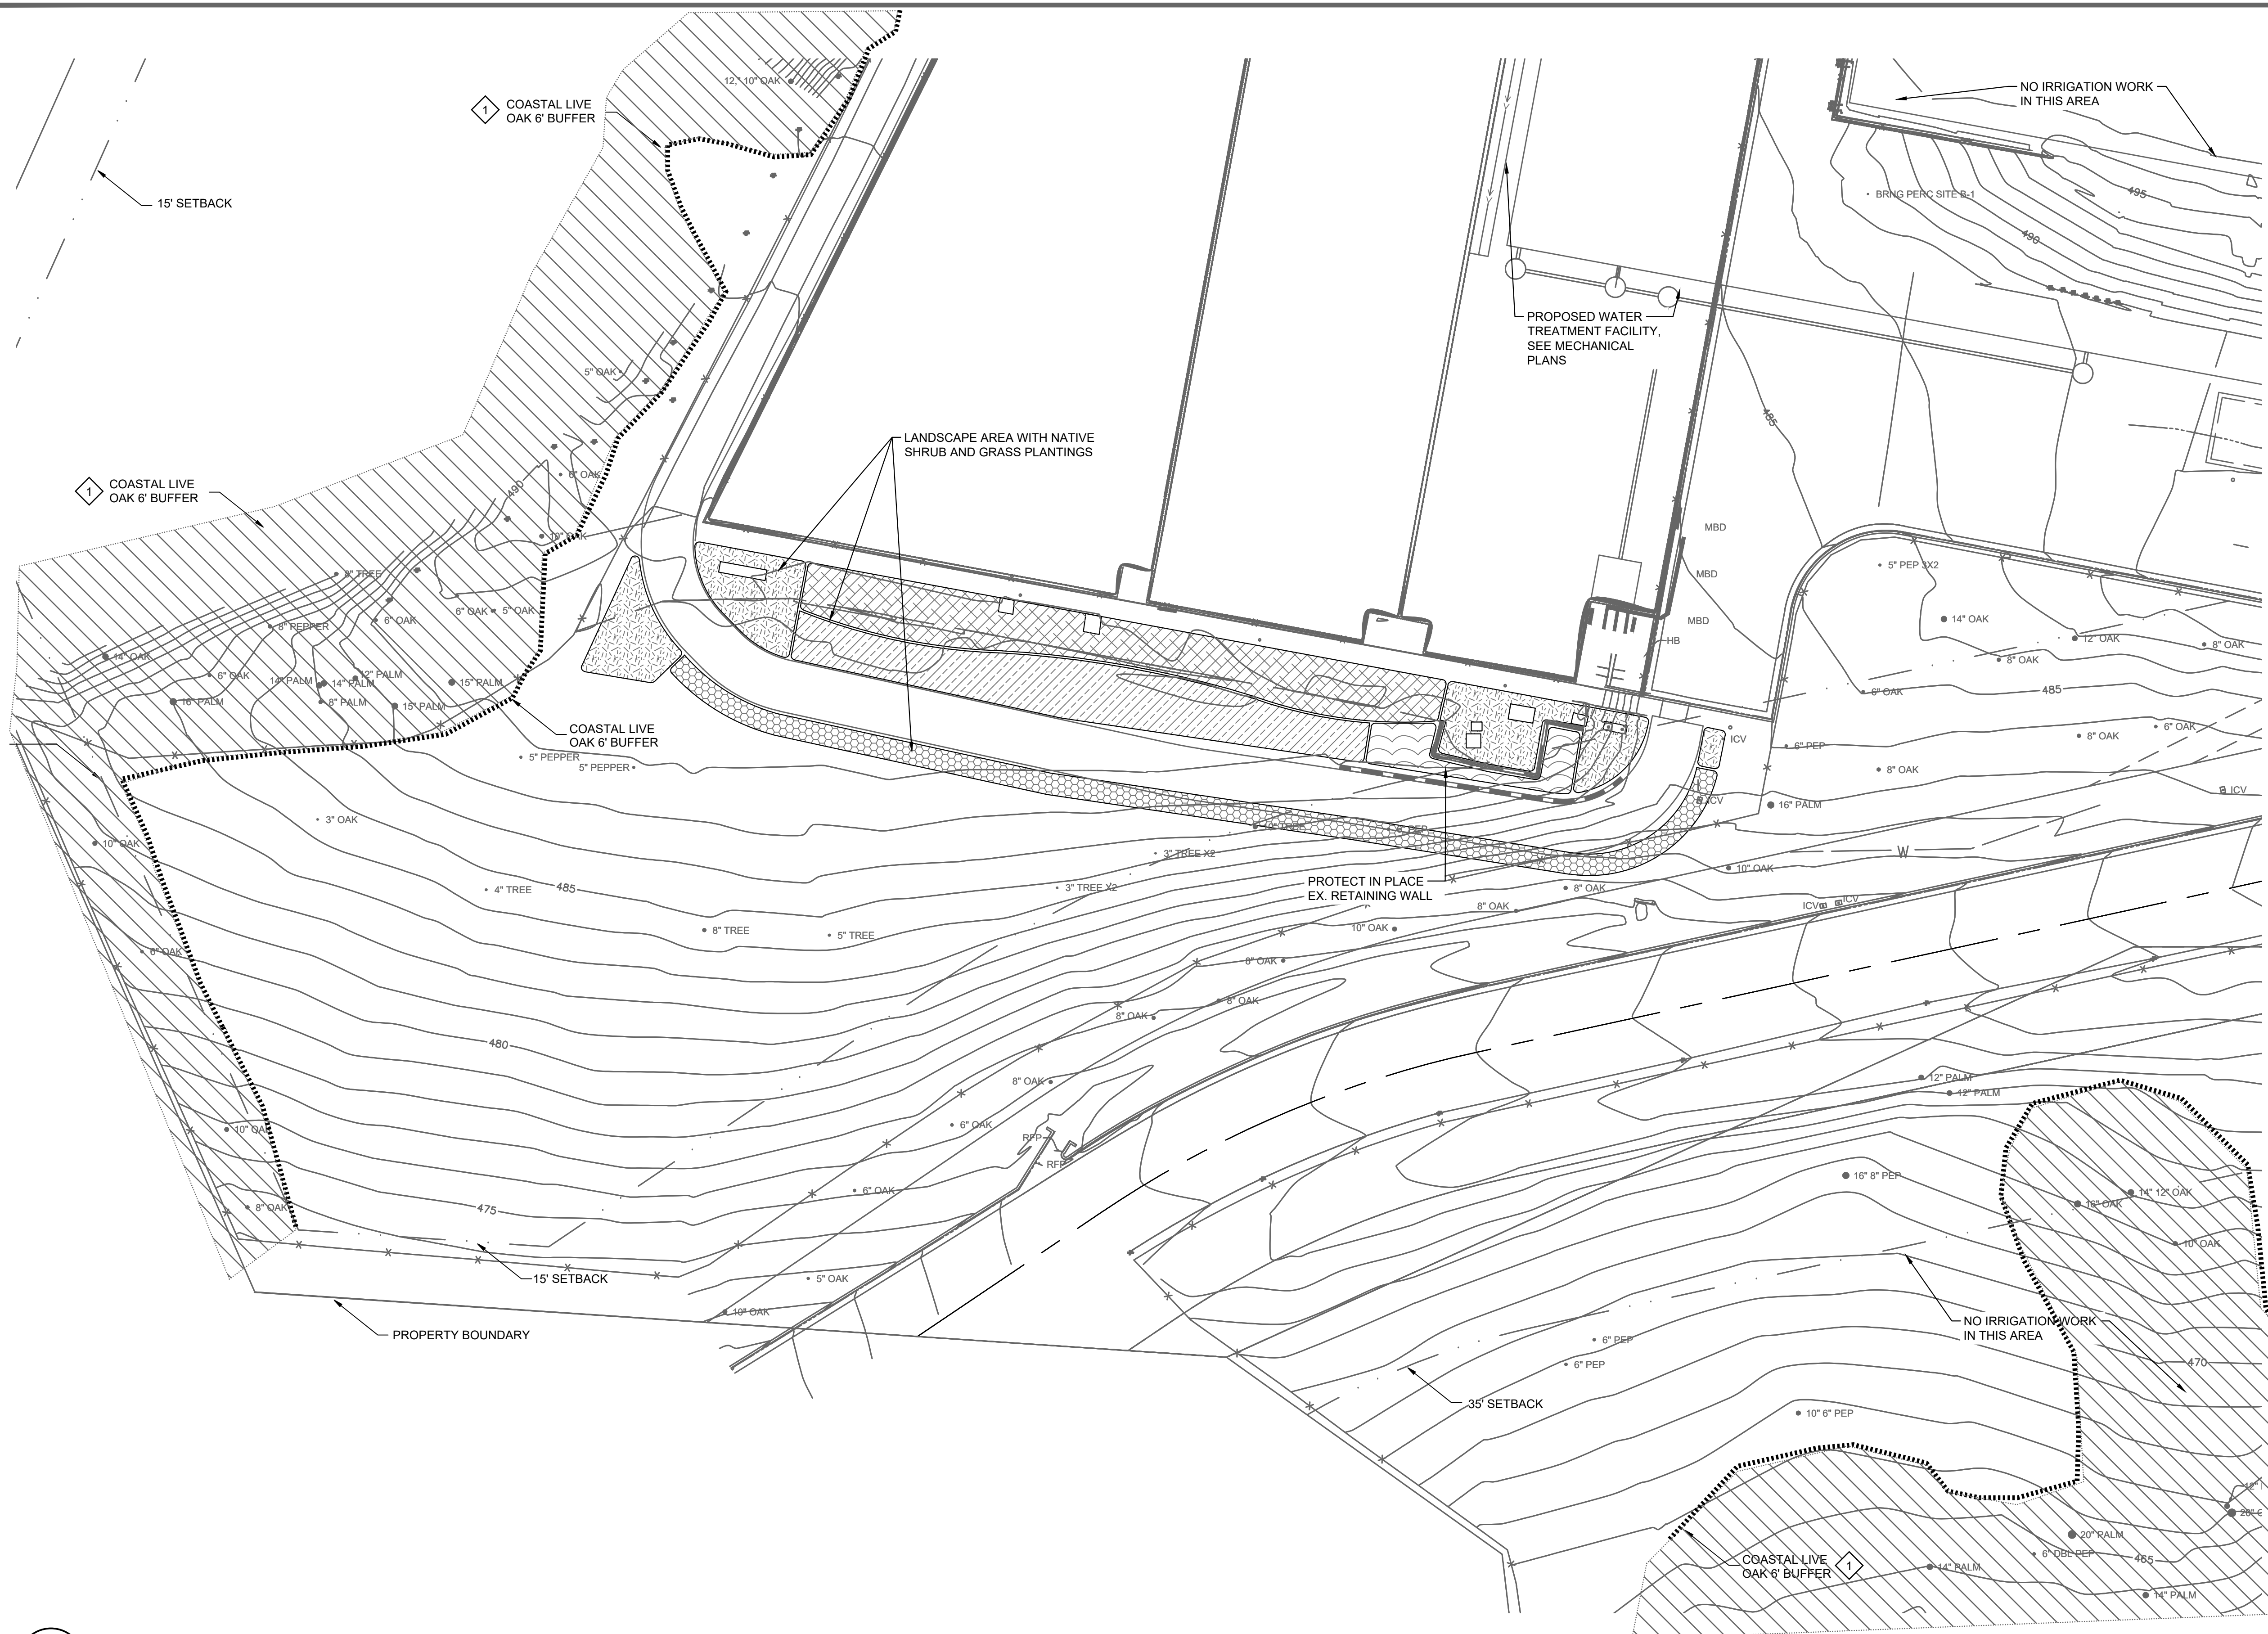 12," 10" OAK
1
COASTAL LIVE
OAK 6' BUFFER
NO IRRIGATION WORK
IN THIS AREA
15' SETBACK
BRNG PERC SITE B-1
495
490
PROPOSED WATER
TREATMENT FACILITY,
SEE MECHANICAL
PLANS
5" OAK
485
LANDSCAPE AREA WITH NATIVE
SHRUB AND GRASS PLANTINGS
6" OAK
490
1
COASTAL LIVE
OAK 6' BUFFER
10" OAK
MBD
8" TREE
MBD
5" PEP 3X2
6" OAK
5" OAK
6" OAK
8" PEPPER
MBD
HB
14" OAK
12" OAK
8" OAK
8" OAK
14" OAK
6" OAK
14" PALM
14" PALM
12" PALM
15" PALM
8" PALM
16" PALM
15" PALM
6" OAK
485
COASTAL LIVE
OAK 6' BUFFER
6" OAK
8" OAK
ICV
6" PEP
5" PEPPER
5" PEPPER
8" OAK
ICV
ICV
16" PALM
3" OAK
10" TREE
10" OAK
3" TREE X2
W
10" OAK
PROTECT IN PLACE
EX. RETAINING WALL
4" TREE
485
3" TREE X2
8" OAK
8" OAK
ICV
ICV
8" TREE
5" TREE
10" OAK
6" OAK
8" OAK
8" OAK
8" OAK
480
8" OAK
12" PALM
12" PALM
10" OAK
6" OAK
RFP
RFP
16" 8" PEP
6" OAK
14" 12" OAK
16" OAK
8" OAK
475
10" OAK
15' SETBACK
5" OAK
10" OAK
PROPERTY BOUNDARY
NO IRRIGATION WORK
IN THIS AREA
6" PEP
6" PEP
470
35' SETBACK
10" 6" PEP
20" PALM
6" DBL PEP
465
COASTAL LIVE
OAK 6' BUFFER
1
14" PALM
14" PALM